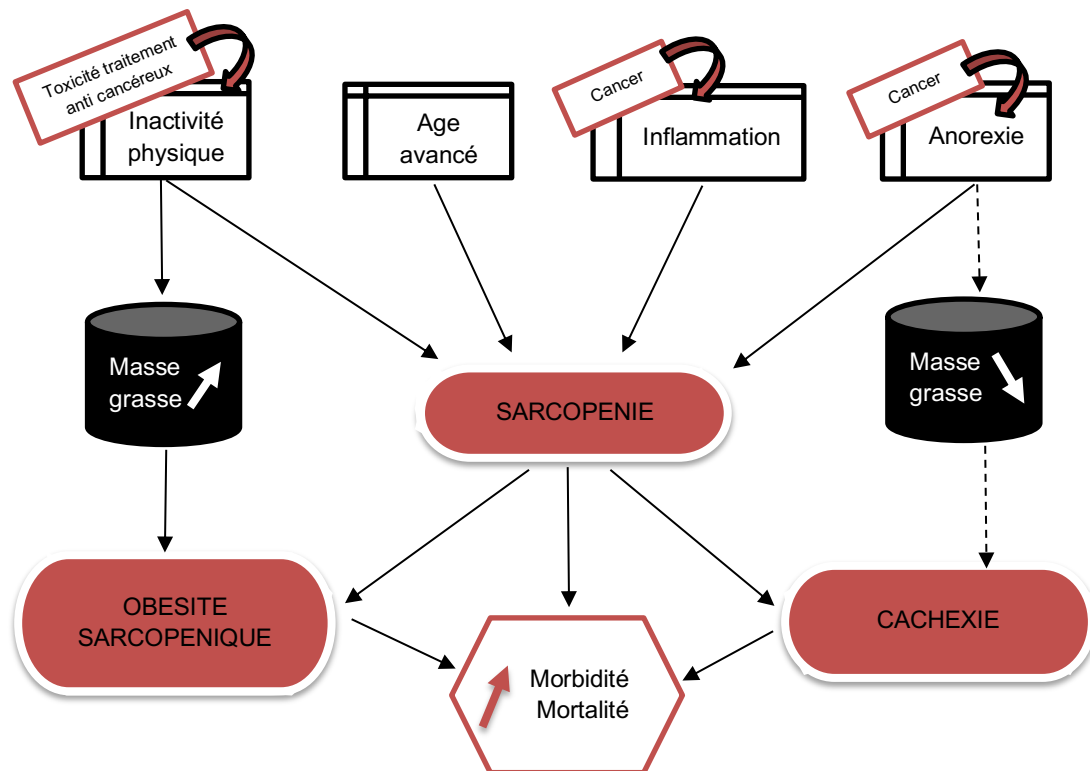 Toxicité traitement
anti cancéreux
Inactivité
physique
Age
avancé
Cancer
Inflammation
Cancer
Anorexie
Masse
grasse
SARCOPENIE
Masse
grasse
OBESITE
SARCOPENIQUE
Morbidité
Mortalité
CACHEXIE